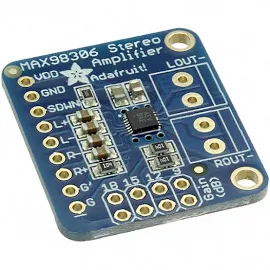 MAX98306 Stereo
Amplifier
Adafruit!
VDD
GND
SDWN
L+
L-
R-
R+
G'
G
LOUT-
ROUT-
18 15 12 9
Gain
(dB)